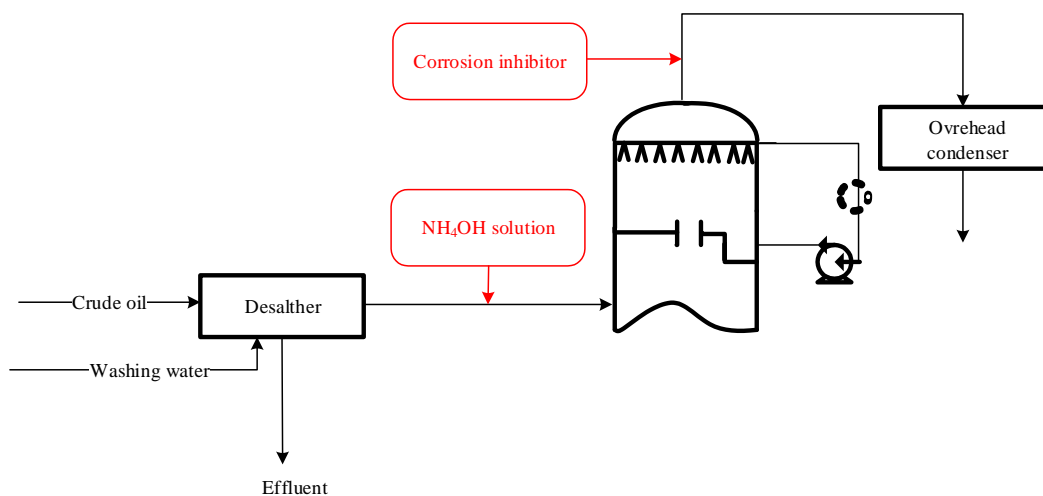 Corrosion inhibitor
Ovrehead
condenser
NH₄OH solution
Crude oil
Desalther
Washing water
Effluent